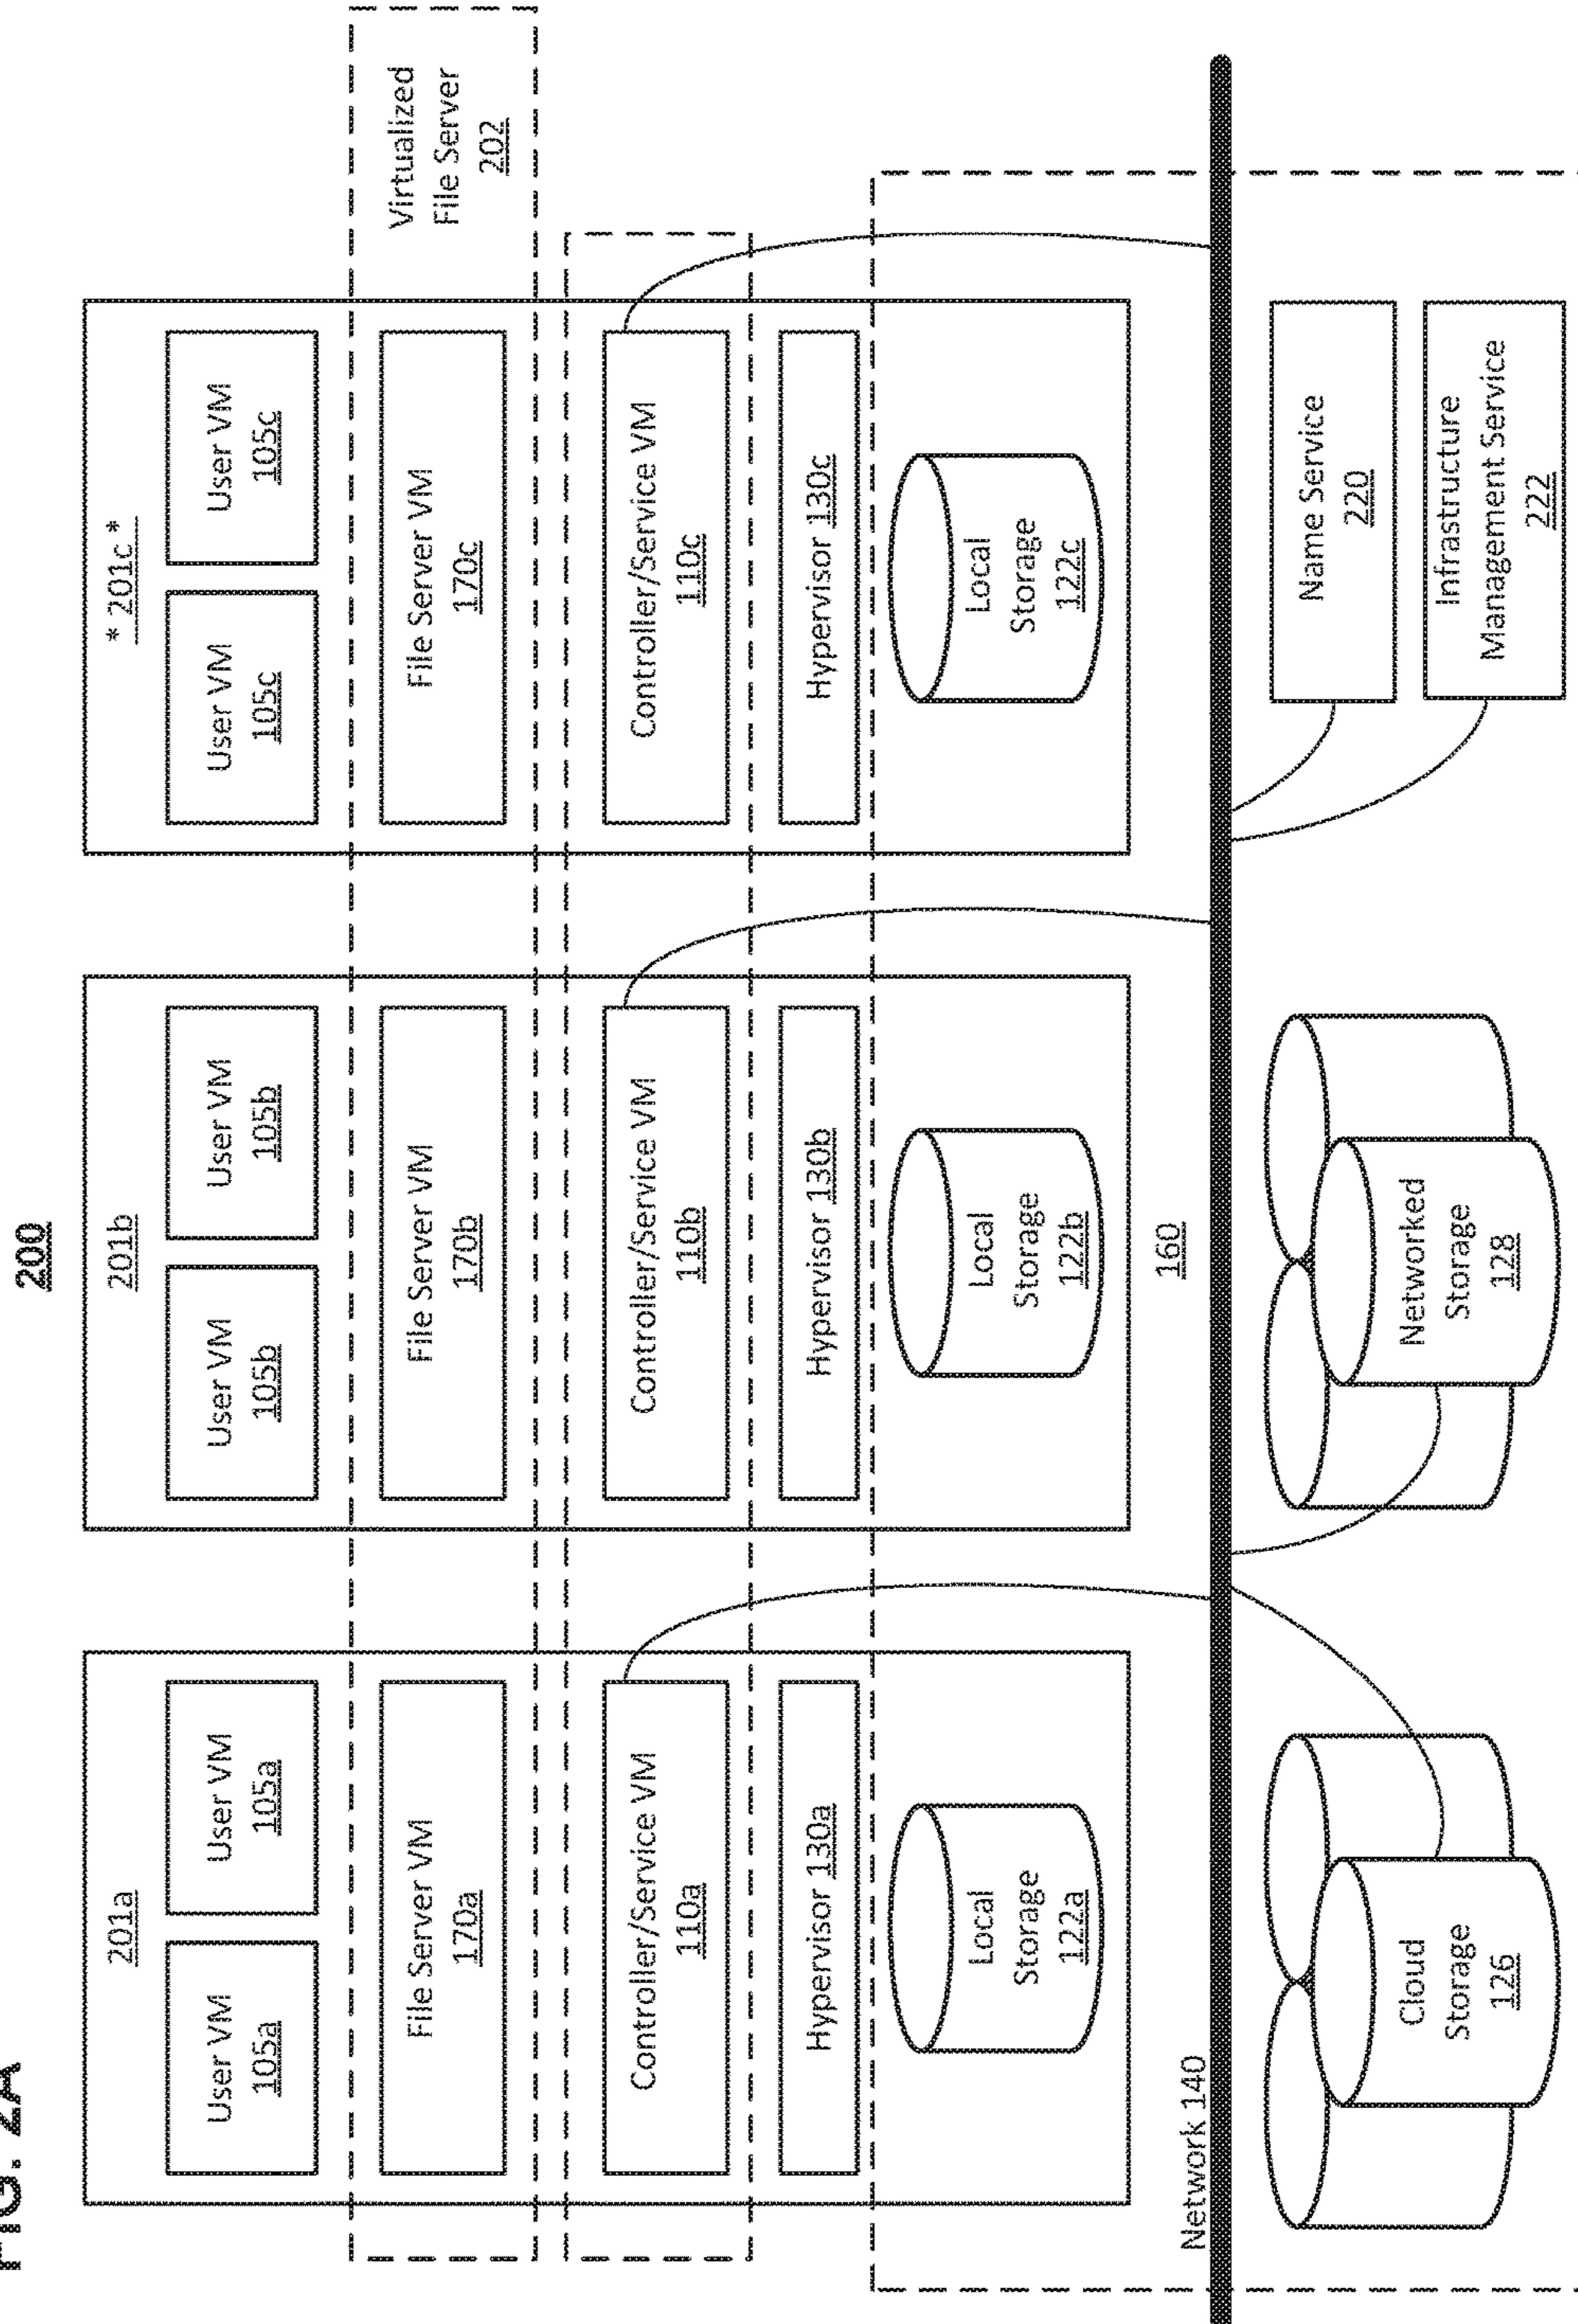 FIG. 2A
200
201a
User VM
105a
User VM
105a
File Server VM
170a
Controller/Service VM
110a
Hypervisor 130a
Local
Storage
122a
201b
User VM
105b
User VM
105b
File Server VM
170b
Controller/Service VM
110b
Hypervisor 130b
Local
Storage
122b
* 201c *
User VM
105c
User VM
105c
File Server VM
170c
Controller/Service VM
110c
Hypervisor 130c
Local
Storage
122c
Virtualized
File Server
202
160
Network 140
Cloud
Storage
126
Networked
Storage
128
Name Service
220
Infrastructure
Management Service
222